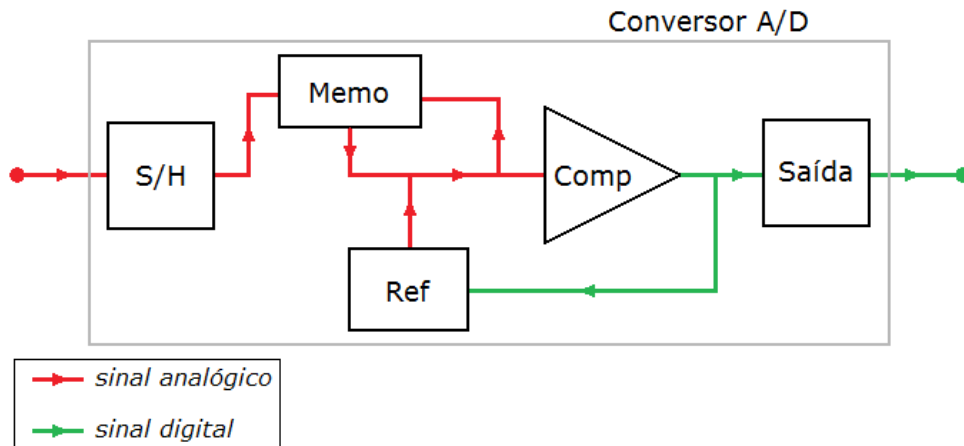 Conversor A/D
Memo
S/H
Comp
Saída
Ref
sinal analógico
sinal digital